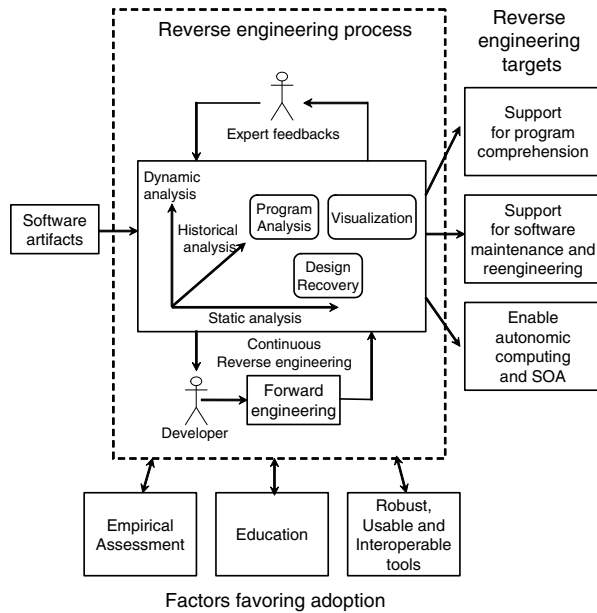 Reverse engineering process
Reverse
engineering
targets
Expert feedbacks
Support
for program
comprehension
Dynamic
analysis
Historical
analysis
Program
Analysis
Visualization
Software
artifacts
Support
for software
maintenance and
reengineering
Design
Recovery
Static analysis
Continuous
Reverse engineering
Enable
autonomic
computing
and SOA
Forward
engineering
Developer
Empirical
Assessment
Education
Robust,
Usable and
Interoperable
tools
Factors favoring adoption